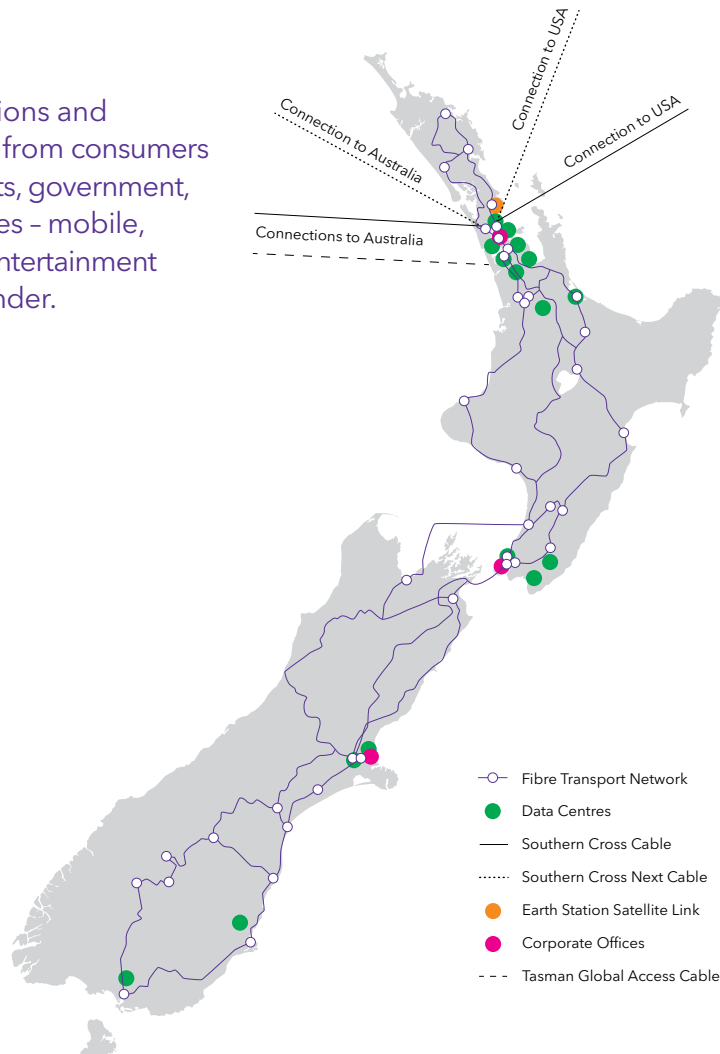 ions and
from consumers
ts, government,
es – mobile,
ntertainment
nder.
Connection to USA
Connection to USA
Connection to Australia
Connections to Australia
Fibre Transport Network
Data Centres
Southern Cross Cable
Southern Cross Next Cable
Earth Station Satellite Link
Corporate Offices
Tasman Global Access Cable